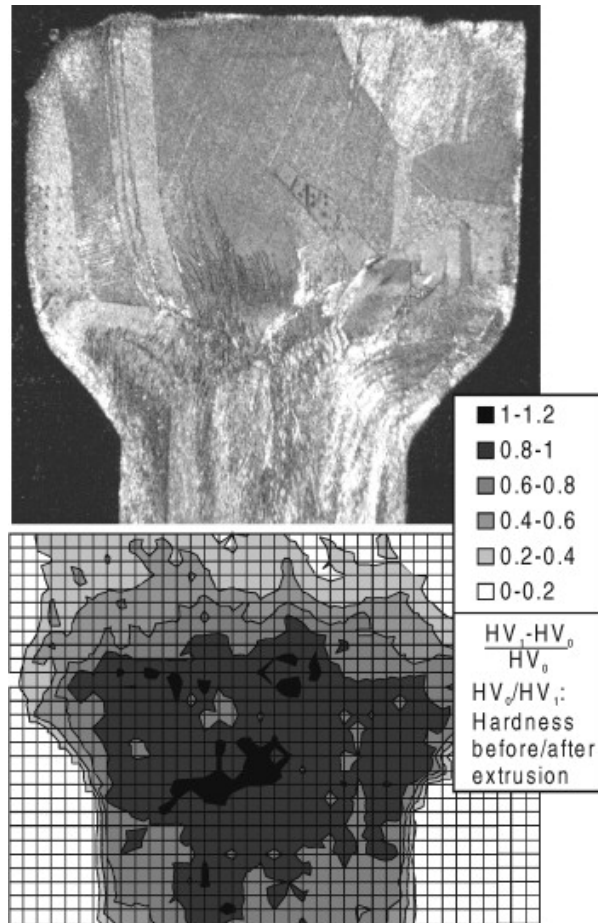 1-1.2
0.8-1
0.6-0.8
0.4-0.6
0.2-0.4
0-0.2
HV₁-HV₀
HV₀
HV₀/HV₁:
Hardness
before/after
extrusion